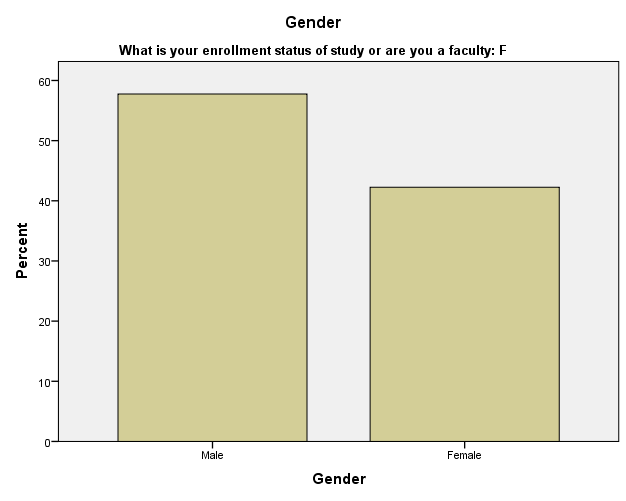 Gender
What is your enrollment status of study or are you a faculty: F
60
50
40
30
20
10
0
Percent
Male Female
Gender